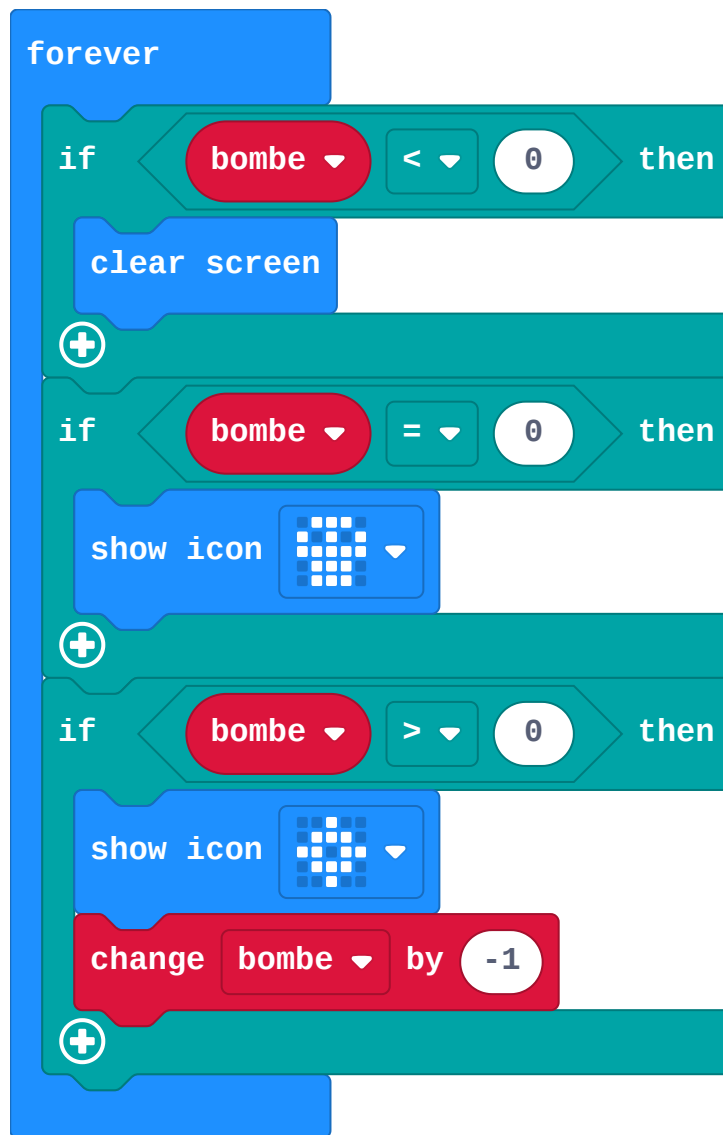 forever
if bombe < 0 then
clear screen
if bombe = 0 then
show icon
if bombe > 0 then
show icon
change bombe by -1